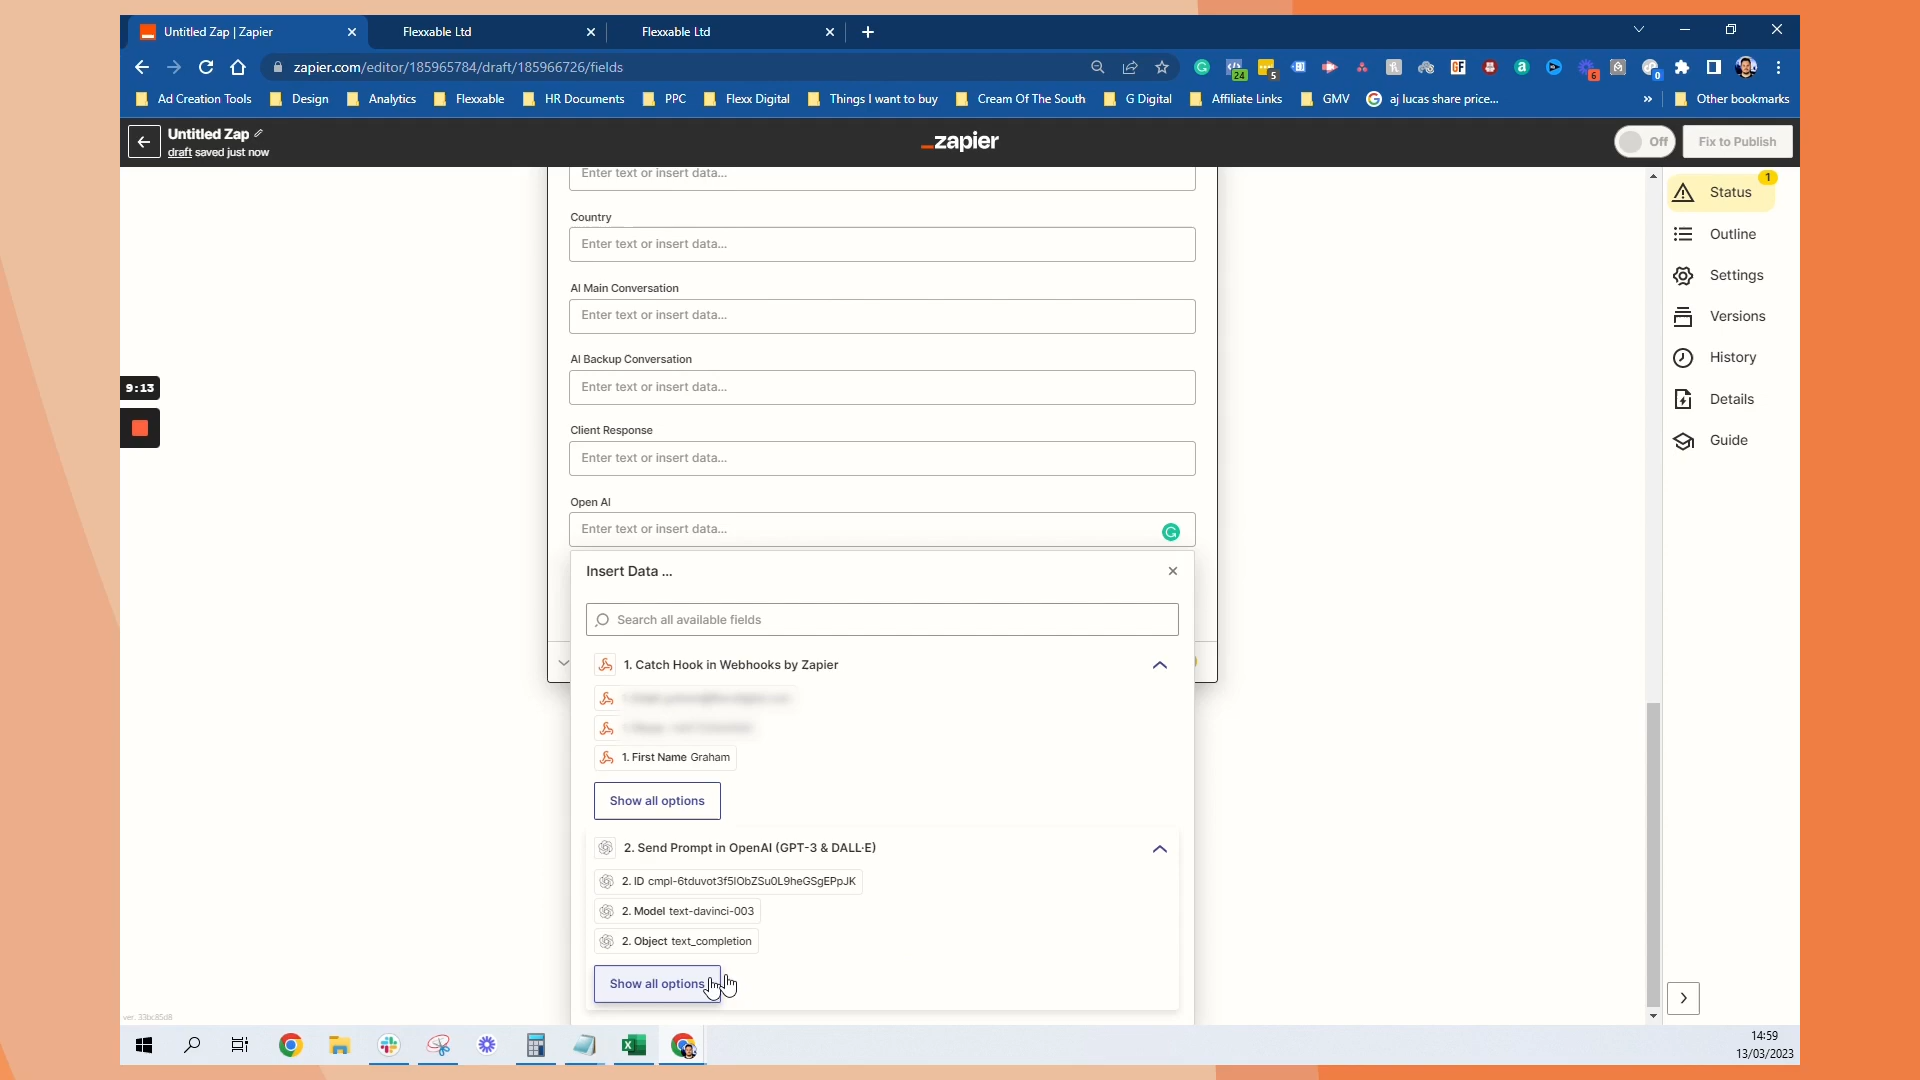 Untitled Zap | Zapier
Flexxable Ltd
Flexxable Ltd
zapier.com/editor/185965784/draft/185966726/fields
24
5
6
0
Ad Creation Tools
Design
Analytics
Flexxable
HR Documents
PPC
Flexx Digital
Things I want to buy
Cream Of The South
G Digital
Affiliate Links
GMV
aj lucas share price...
»
Other bookmarks
Untitled Zap
draft saved just now
_zapier
Off
Fix to Publish
Enter text or insert data...
Country
Enter text or insert data...
AI Main Conversation
Enter text or insert data...
AI Backup Conversation
Enter text or insert data...
Client Response
Enter text or insert data...
Open AI
Enter text or insert data...
Insert Data ...
Search all available fields
1. Catch Hook in Webhooks by Zapier
1. First Name Graham
Show all options
2. Send Prompt in OpenAI (GPT-3 & DALL·E)
2. ID cmpl-6tduvot3f5IObZSu0L9heGSgEPpJK
2. Model text-davinci-003
2. Object text_completion
Show all options
1
Status
Outline
Settings
Versions
History
Details
Guide
9:13
ver. 33bc85d8
14:59
13/03/2023